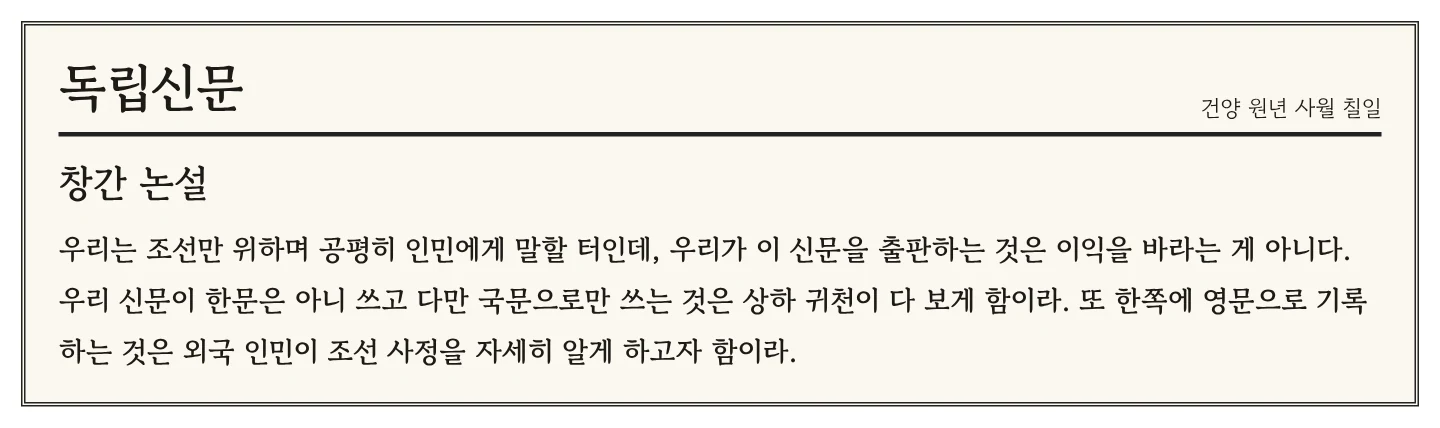 독립신문
건양 원년 사월 칠일
창간 논설
우리는 조선만 위하며 공평히 인민에게 말할 터인데, 우리가 이 신문을 출판하는 것은 이익을 바라는 게 아니다.
우리 신문이 한문은 아니 쓰고 다만 국문으로만 쓰는 것은 상하 귀천이 다 보게 함이라. 또 한쪽에 영문으로 기록
하는 것은 외국 인민이 조선 사정을 자세히 알게 하고자 함이라.